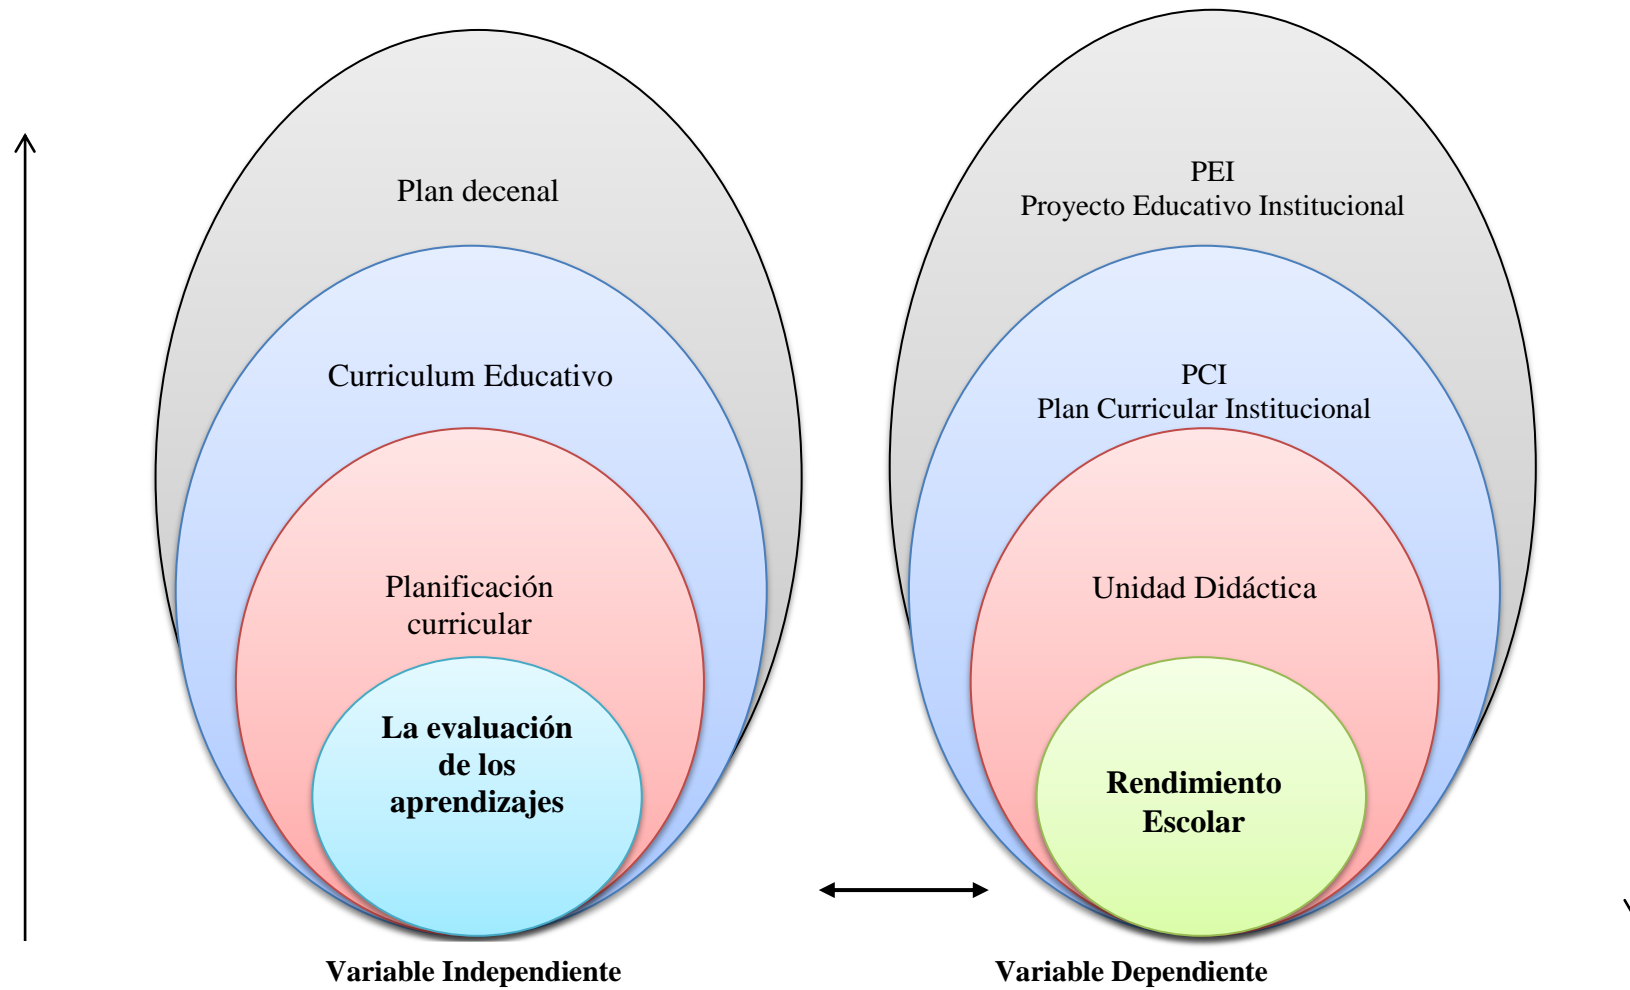 Plan decenal
Curriculum Educativo
Planificación
curricular
La evaluación
de los
aprendizajes
Variable Independiente
PEI
Proyecto Educativo Institucional
PCI
Plan Curricular Institucional
Unidad Didáctica
Rendimiento
Escolar
Variable Dependiente